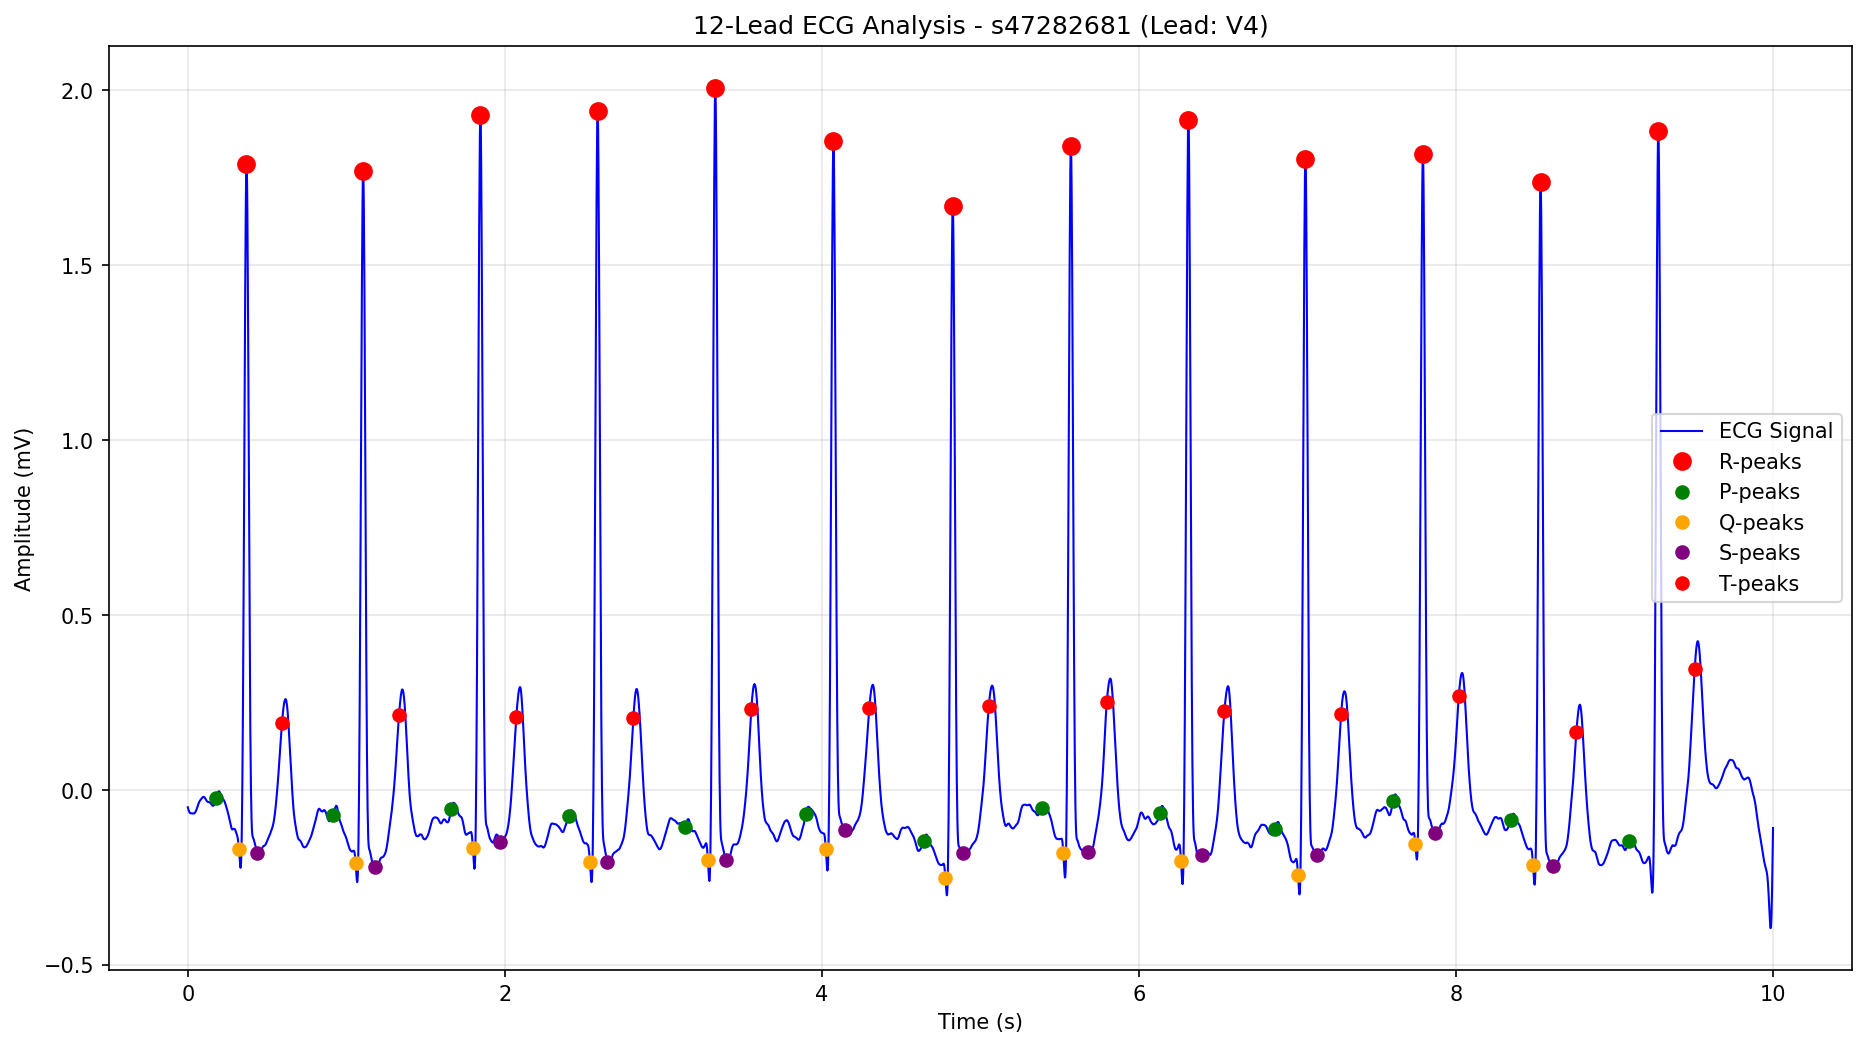 12-Lead ECG Analysis - s47282681 (Lead: V4)
Amplitude (mV)
2.0
1.5
1.0
0.5
0.0
−0.5
ECG Signal
R-peaks
P-peaks
Q-peaks
S-peaks
T-peaks
0 2 4 6 8 10
Time (s)